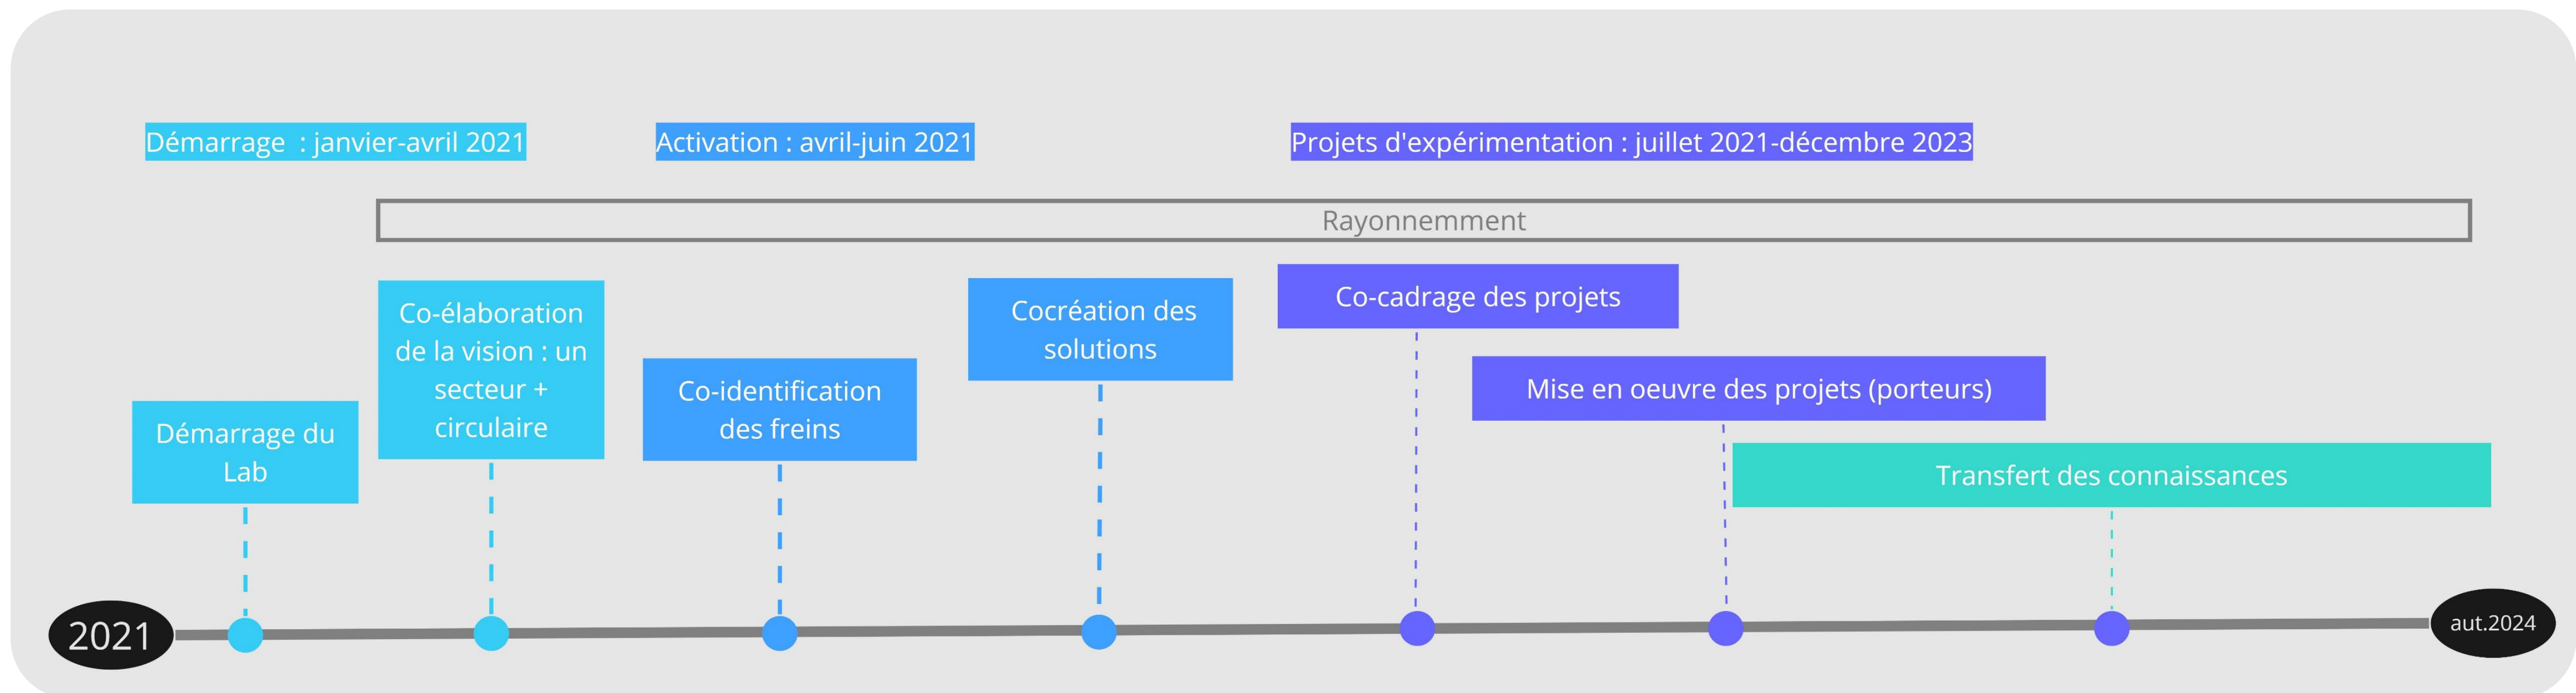 Démarrage  : janvier-avril 2021
Activation : avril-juin 2021
Projets d'expérimentation : juillet 2021-décembre 2023
Rayonnemment
Démarrage du
Lab
Co-élaboration
de la vision : un
secteur +
circulaire
Co-identification
des freins
Cocréation des
solutions
Co-cadrage des projets
Mise en oeuvre des projets (porteurs)
Transfert des connaissances
2021
aut.2024